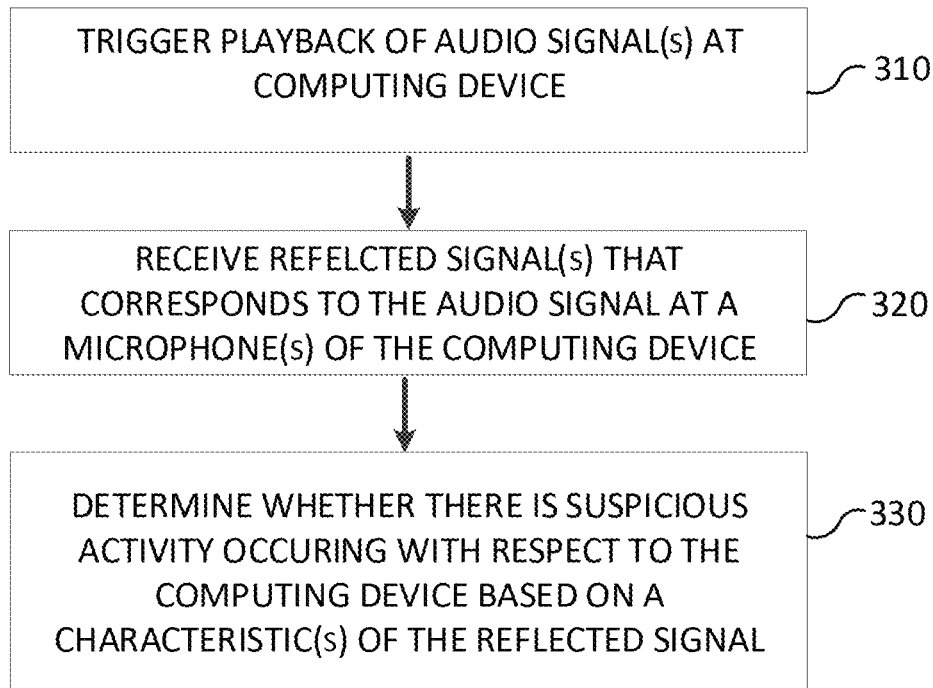 TRIGGER PLAYBACK OF AUDIO SIGNAL(S) AT
COMPUTING DEVICE
310
RECEIVE REFELCTED SIGNAL(S) THAT
CORRESPONDS TO THE AUDIO SIGNAL AT A
MICROPHONE(S) OF THE COMPUTING DEVICE
320
DETERMINE WHETHER THERE IS SUSPICIOUS
ACTIVITY OCCURING WITH RESPECT TO THE
COMPUTING DEVICE BASED ON A
CHARACTERISTIC(S) OF THE REFLECTED SIGNAL
330